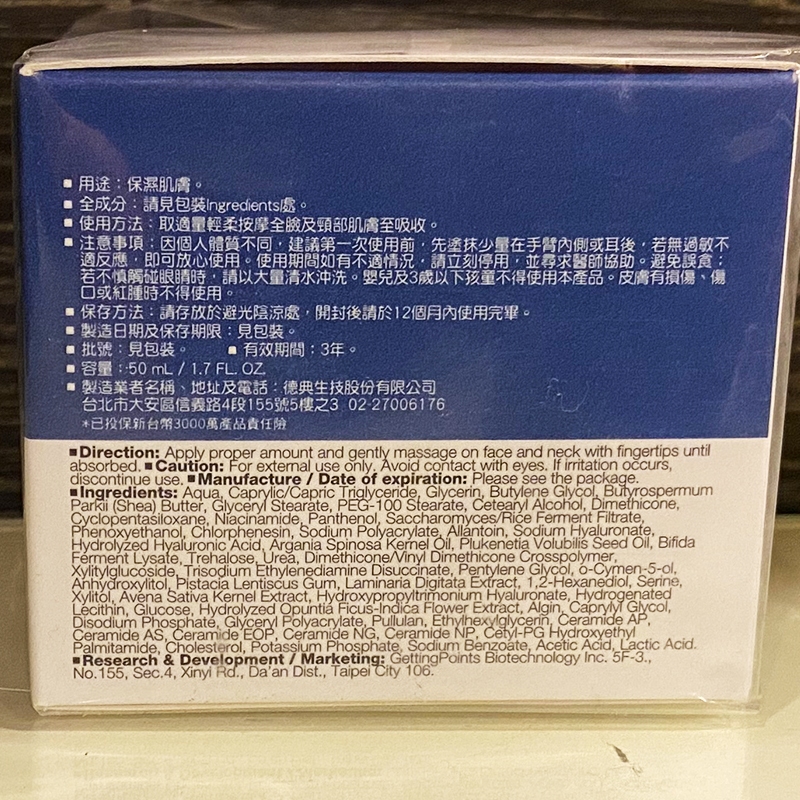 ■ 用途：保濕肌膚。
■ 全成分：請見包裝Ingredients處。
■ 使用方法：取適量輕柔按摩全臉及頸部肌膚至吸收。
■ 注意事項：因個人體質不同，建議第一次使用前，先塗抹少量在手臂內側或耳後，若無過敏不
適反應，即可放心使用。使用期間如有不適情況，請立刻停用，並尋求醫師協助。避免誤食；
若不慎觸碰眼睛時，請以大量清水沖洗。嬰兒及3歲以下孩童不得使用本產品。皮膚有損傷、傷
口或紅腫時不得使用。
■ 保存方法：請存放於避光陰涼處，開封後請於12個月內使用完畢。
■ 製造日期及保存期限：見包裝。
■ 批號：見包裝。 ■ 有效期間：3年。
■ 容量：50 mL / 1.7 FL. OZ.
■ 製造業者名稱、地址及電話：德典生技股份有限公司
台北市大安區信義路4段155號5樓之3 02-27006176
*已投保新台幣3000萬產品責任險
■Direction: Apply proper amount and gently massage on face and neck with fingertips until
absorbed. ■Caution: For external use only. Avoid contact with eyes. If irritation occurs,
discontinue use. ■Manufacture / Date of expiration: Please see the package.
■Ingredients: Aqua, Caprylic/Capric Triglyceride, Glycerin, Butylene Glycol, Butyrospermum
Parkii (Shea) Butter, Glyceryl Stearate, PEG-100 Stearate, Cetearyl Alcohol, Dimethicone,
Cyclopentasiloxane, Niacinamide, Panthenol, Saccharomyces/Rice Ferment Filtrate,
Phenoxyethanol, Chlorphenesin, Sodium Polyacrylate, Allantoin, Sodium Hyaluronate,
Hydrolyzed Hyaluronic Acid, Argania Spinosa Kernel Oil, Plukenetia Volubilis Seed Oil, Bifida
Ferment Lysate, Trehalose, Urea, Dimethicone/Vinyl Dimethicone Crosspolymer,
Xylitylglucoside, Trisodium Ethylenediamine Disuccinate, Pentylene Glycol, o-Cymen-5-ol,
Anhydroxylitol, Pistacia Lentiscus Gum, Laminaria Digitata Extract, 1,2-Hexanediol, Serine,
Xylitol, Avena Sativa Kernel Extract, Hydroxypropyltrimonium Hyaluronate, Hydrogenated
Lecithin, Glucose, Hydrolyzed Opuntia Ficus-Indica Flower Extract, Algin, Caprylyl Glycol,
Disodium Phosphate, Glyceryl Polyacrylate, Pullulan, Ethylhexylglycerin, Ceramide AP,
Ceramide AS, Ceramide EOP, Ceramide NG, Ceramide NP, Cetyl-PG Hydroxyethyl
Palmitamide, Cholesterol, Potassium Phosphate, Sodium Benzoate, Acetic Acid, Lactic Acid.
■Research & Development / Marketing: GettingPoints Biotechnology Inc. 5F-3.,
No.155, Sec.4, Xinyi Rd., Da'an Dist., Taipei City 106.